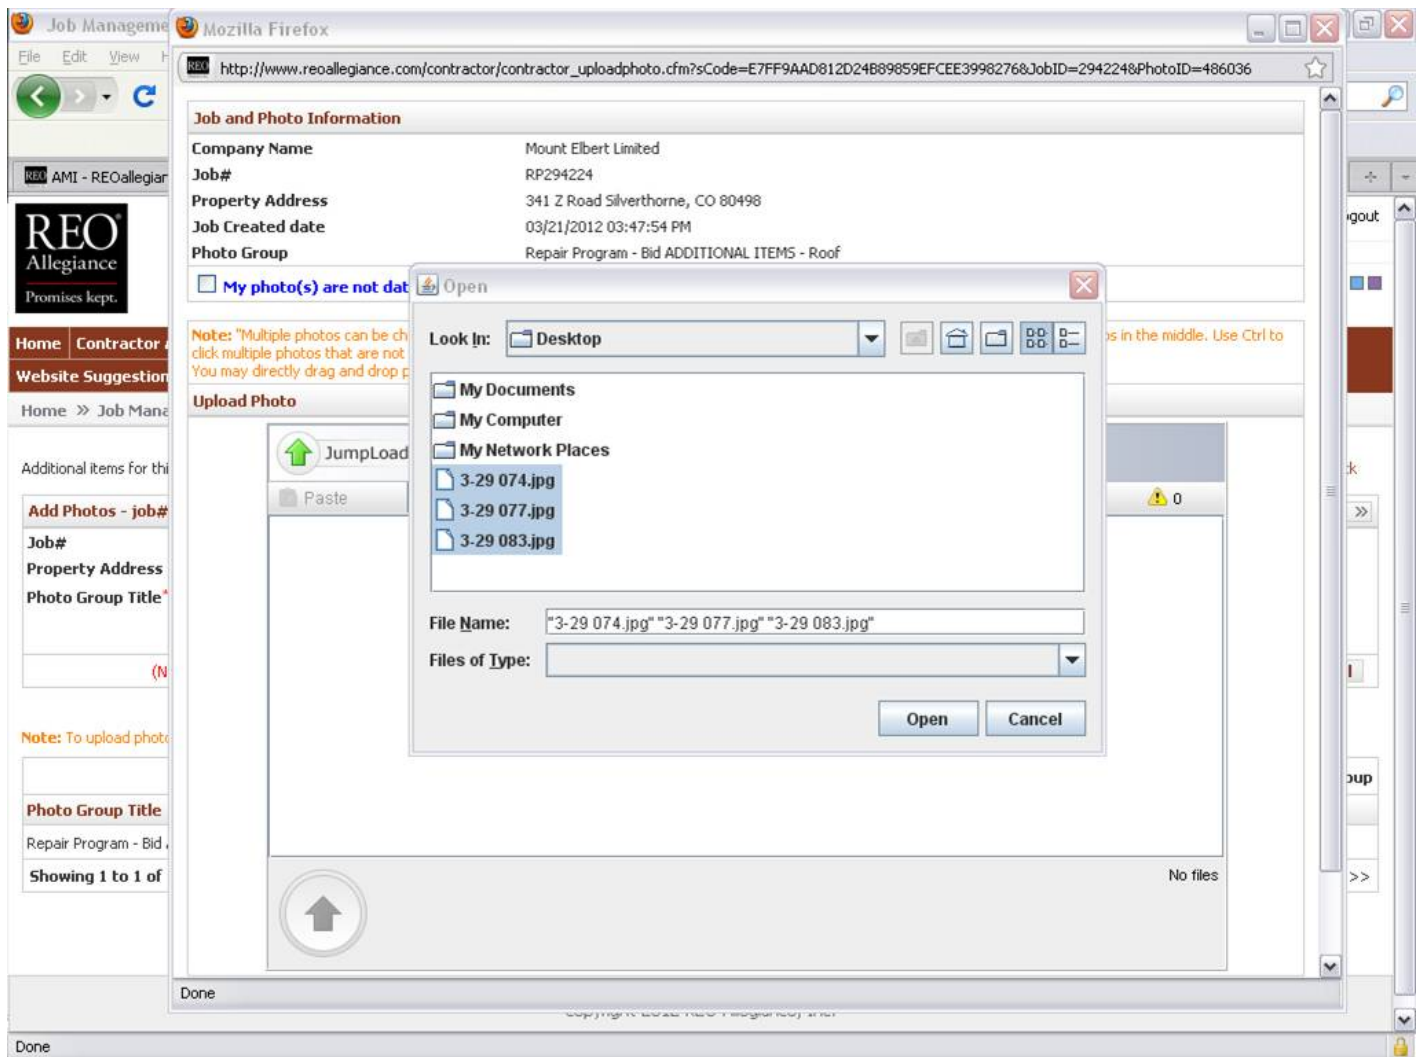 Job Manageme
Mozilla Firefox
File Edit View H
http://www.reoallegiance.com/contractor/contractor_uploadphoto.cfm?sCode=E7FF9AAD812D24B89859EFCEE3998276&JobID=294224&PhotoID=486036
REO AMI - REOallegiar
ogout
REO
Allegiance
Promises kept.
Home Contractor
Website Suggestion
Home » Job Mana
Additional items for thi
Add Photos - job#
Job#
Property Address
Photo Group Title*
(N
Note: To upload photo
oup
Photo Group Title
Repair Program - Bid
Showing 1 to 1 of
>>
Job and Photo Information
Company Name Mount Elbert Limited
Job# RP294224
Property Address 341 Z Road Silverthorne, CO 80498
Job Created date 03/21/2012 03:47:54 PM
Photo Group Repair Program - Bid ADDITIONAL ITEMS - Roof
My photo(s) are not dat
Note: "Multiple photos can be ch os in the middle. Use Ctrl to
click multiple photos that are not
You may directly drag and drop p
Upload Photo
JumpLoad
Paste
0
Open
Look In: Desktop
My Documents
My Computer
My Network Places
3-29 074.jpg
3-29 077.jpg
3-29 083.jpg
File Name: "3-29 074.jpg" "3-29 077.jpg" "3-29 083.jpg"
Files of Type:
Open Cancel
No files
Done
Done